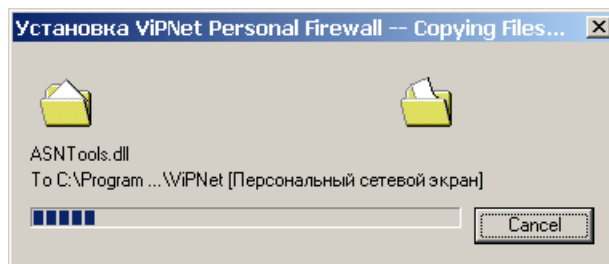 Установка ViPNet Personal Firewall -- Copying Files...
ASNTools.dll
To C:\Program ...\ViPNet [Персональный сетевой экран]
Cancel